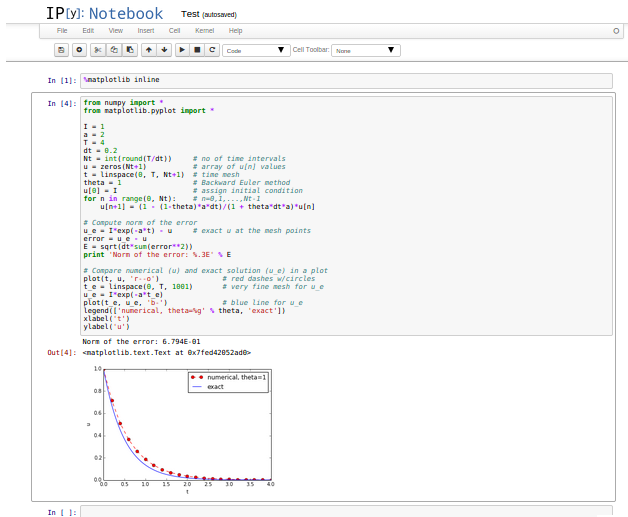 IP[y]: Notebook Test (autosaved)
File Edit View Insert Cell Kernel Help
Code Cell Toolbar: None
In [1]: %matplotlib inline
In [4]: from numpy import *
from matplotlib.pyplot import *
I = 1
a = 2
T = 4
dt = 0.2
Nt = int(round(T/dt)) # no of time intervals
u = zeros(Nt+1) # array of u[n] values
t = linspace(0, T, Nt+1) # time mesh
theta = 1 # Backward Euler method
u[0] = I # assign initial condition
for n in range(0, Nt): # n=0,1,...,Nt-1
u[n+1] = (1 - (1-theta)*a*dt)/(1 + theta*dt*a)*u[n]
# Compute norm of the error
u_e = I*exp(-a*t) - u # exact u at the mesh points
error = u_e - u
E = sqrt(dt*sum(error**2))
print 'Norm of the error: %.3E' % E
# Compare numerical (u) and exact solution (u_e) in a plot
plot(t, u, 'r--o') # red dashes w/circles
t_e = linspace(0, T, 1001) # very fine mesh for u_e
u_e = I*exp(-a*t_e)
plot(t_e, u_e, 'b-') # blue line for u_e
legend(['numerical, theta=%g' % theta, 'exact'])
xlabel('t')
ylabel('u')
Norm of the error: 6.794E-01
Out[4]: <matplotlib.text.Text at 0x7fed42052ad0>
numerical, theta=1
exact
1.0
0.8
0.6
0.4
0.2
0.0
u
0.0 0.5 1.0 1.5 2.0 2.5 3.0 3.5 4.0
t
In [ ]: